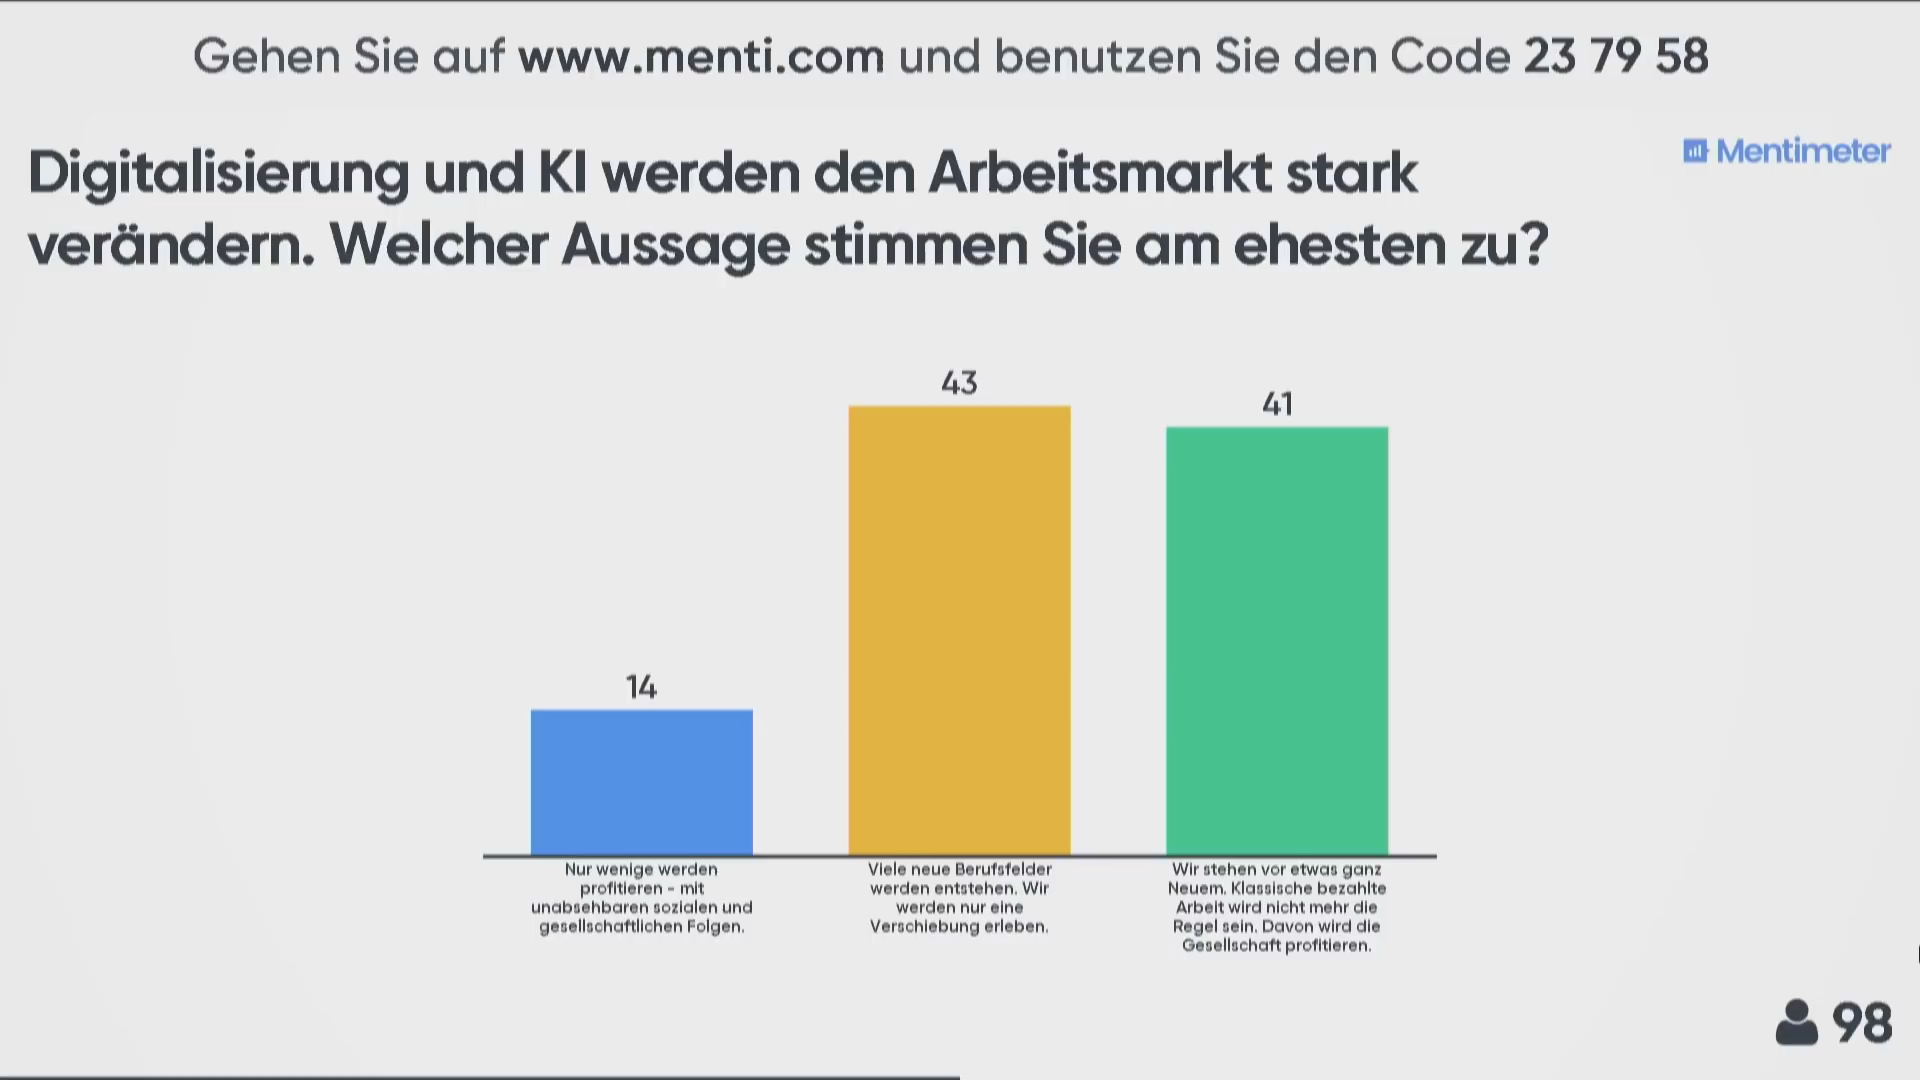 Gehen Sie auf www.menti.com und benutzen Sie den Code 23 79 58
Mentimeter
Digitalisierung und KI werden den Arbeitsmarkt stark
verändern. Welcher Aussage stimmen Sie am ehesten zu?
14
43
41
Nur wenige werden
profitieren - mit
unabsehbaren sozialen und
gesellschaftlichen Folgen.
Viele neue Berufsfelder
werden entstehen. Wir
werden nur eine
Verschiebung erleben.
Wir stehen vor etwas ganz
Neuem. Klassische bezahlte
Arbeit wird nicht mehr die
Regel sein. Davon wird die
Gesellschaft profitieren.
98